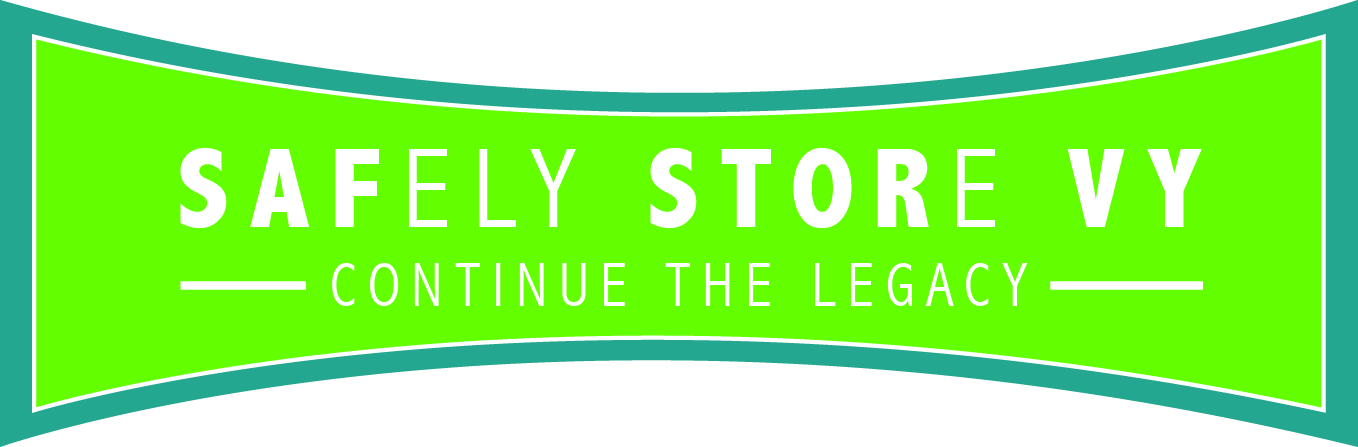 SAFELY STORE VY
CONTINUE THE LEGACY